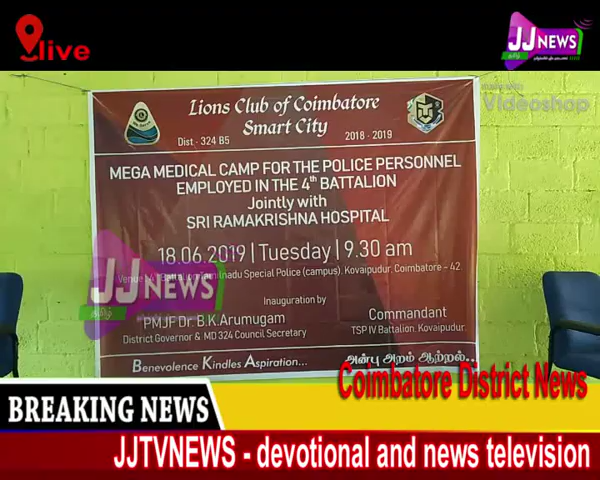 live
JJ NEWS
தமிழ்
Videoshop
Lions Club of Coimbatore
Smart City
Dist- 324 B5
2018 - 2019
MEGA MEDICAL CAMP FOR THE POLICE PERSONNEL
EMPLOYED IN THE 4th BATTALION
Jointly with
SRI RAMAKRISHNA HOSPITAL
18.06.2019 | Tuesday | 9.30 am
Venue Tamilnadu Special Police (campus), Kovaipudur, Coimbatore - 42
JJ NEWS
தமிழ்
Inauguration by
PMJF Dr. B.K.Arumugam
District Governor & MD 324 Council Secretary
Commandant
TSP IV Battalion. Kovaipudur.
Benevolence Kindles Aspiration...
அன்பு அறம் ஆற்றல்..
Coimbatore District News
BREAKING NEWS
JJTVNEWS - devotional and news television